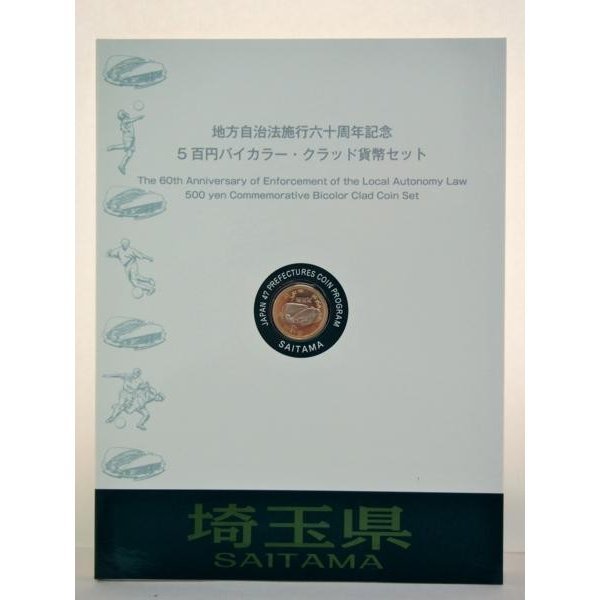 地方自治法施行六十周年記念
5百円バイカラー・クラッド貨幣セット
The 60th Anniversary of Enforcement of the Local Autonomy Law
500 yen Commemorative Bicolor Clad Coin Set
JAPAN 47 PREFECTURES COIN PROGRAM
SAITAMA
埼玉県
SAITAMA